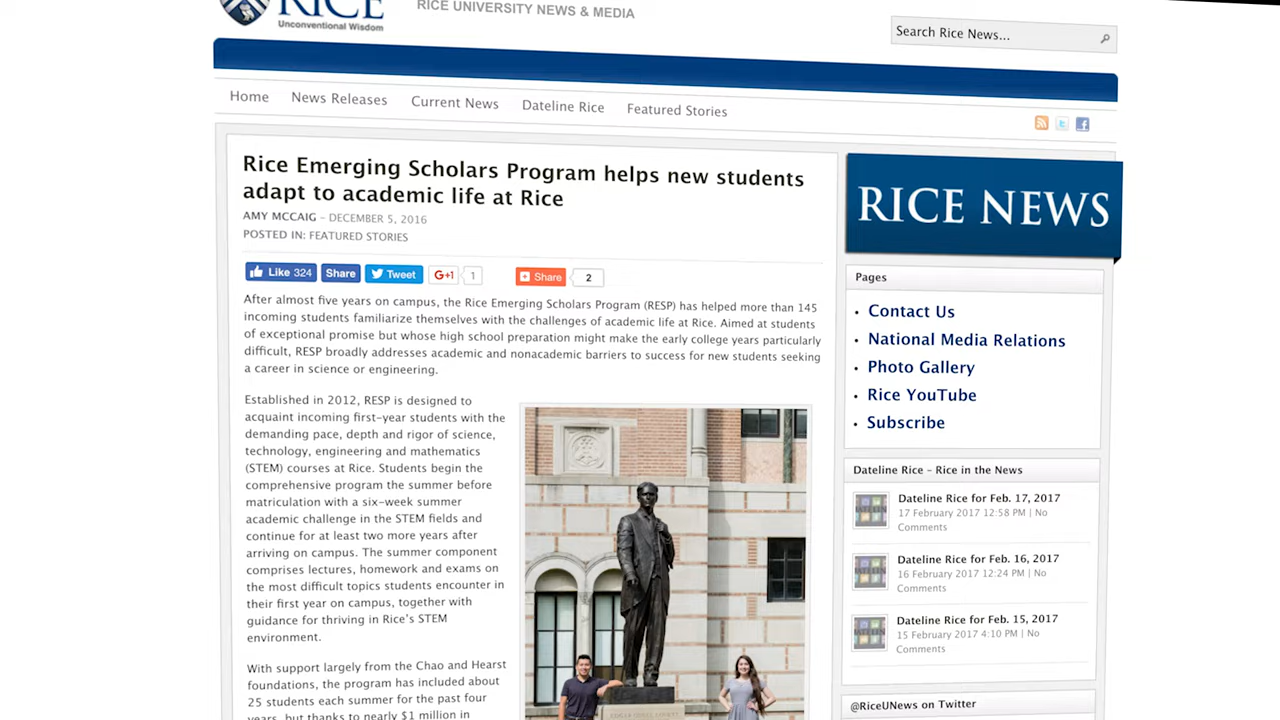 RICE
Unconventional Wisdom
RICE UNIVERSITY NEWS & MEDIA
Search Rice News...
Home
News Releases
Current News
Dateline Rice
Featured Stories
Rice Emerging Scholars Program helps new students
adapt to academic life at Rice
AMY MCCAIG – DECEMBER 5, 2016
POSTED IN: FEATURED STORIES
Like 324
Share
Tweet
G+1
1
Share
2
After almost five years on campus, the Rice Emerging Scholars Program (RESP) has helped more than 145
incoming students familiarize themselves with the challenges of academic life at Rice. Aimed at students
of exceptional promise but whose high school preparation might make the early college years particularly
difficult, RESP broadly addresses academic and nonacademic barriers to success for new students seeking
a career in science or engineering.
Established in 2012, RESP is designed to
acquaint incoming first-year students with the
demanding pace, depth and rigor of science,
technology, engineering and mathematics
(STEM) courses at Rice. Students begin the
comprehensive program the summer before
matriculation with a six-week summer
academic challenge in the STEM fields and
continue for at least two more years after
arriving on campus. The summer component
comprises lectures, homework and exams on
the most difficult topics students encounter in
their first year on campus, together with
guidance for thriving in Rice's STEM
environment.
With support largely from the Chao and Hearst
foundations, the program has included about
25 students each summer for the past four
years, but thanks to nearly $1 million in
RICE NEWS
Pages
• Contact Us
• National Media Relations
• Photo Gallery
• Rice YouTube
• Subscribe
Dateline Rice – Rice in the News
Dateline Rice for Feb. 17, 2017
17 February 2017 12:58 PM | No
Comments
Dateline Rice for Feb. 16, 2017
16 February 2017 12:24 PM | No
Comments
Dateline Rice for Feb. 15, 2017
15 February 2017 4:10 PM | No
Comments
@RiceUNews on Twitter